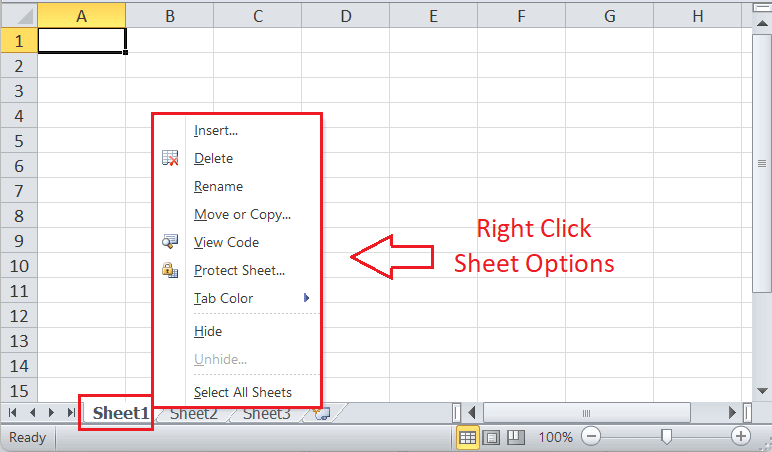 A B C D E F G H
1
2
3
4
5
6
7
8
9
10
11
12
13
14
15
Insert...
Delete
Rename
Move or Copy...
View Code
Protect Sheet...
Tab Color
Hide
Unhide...
Select All Sheets
Right Click
Sheet Options
Sheet1 Sheet2 Sheet3
Ready 100%